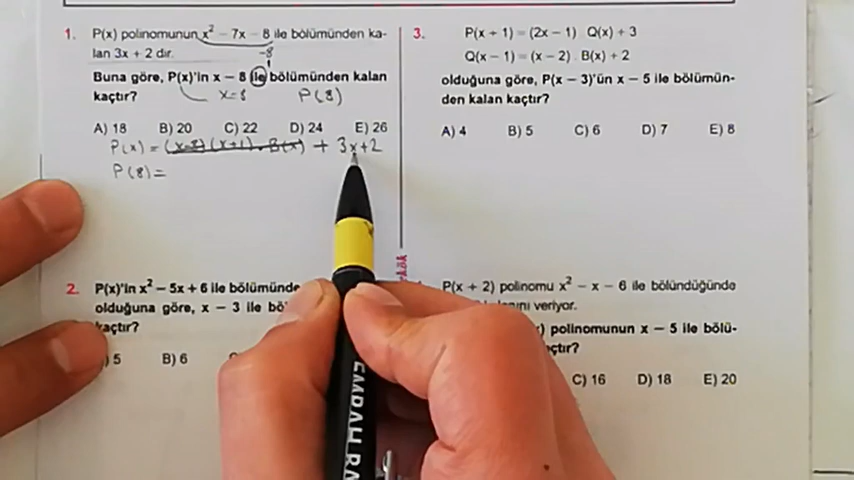 1. P(x) polinomunun x² – 7x – 8 ile bölümünden ka-
lan 3x + 2 dir.
-8
Buna göre, P(x)'in x – 8 ile bölümünden kalan
kaçtır?
x=8
P(8)
A) 18 B) 20 C) 22 D) 24 E) 26
P(x) = (x-8)(x+1).B(x) + 3x+2
P(8) =
2. P(x)'in x² – 5x + 6 ile bölümünde
olduğuna göre, x – 3 ile bö
kaçtır?
5 B) 6
3. P(x + 1) = (2x – 1) Q(x) + 3
Q(x – 1) = (x – 2) . B(x) + 2
olduğuna göre, P(x – 3)'ün x – 5 ile bölümün-
den kalan kaçtır?
A) 4 B) 5 C) 6 D) 7 E) 8
P(x + 2) polinomu x² – x – 6 ile bölündüğünde
kalanını veriyor.
polinomunun x – 5 ile bölü-
C) 16 D) 18 E) 20